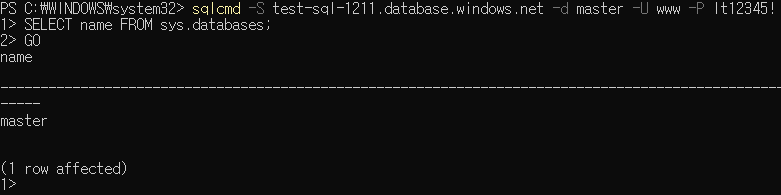 PS C:₩WINDOWS₩system32> sqlcmd -S test-sql-1211.database.windows.net -d master -U www -P lt12345!
1> SELECT name FROM sys.databases;
2> GO
name
--------------------------------------------------------------------------------------------------
-----
master
(1 row affected)
1>